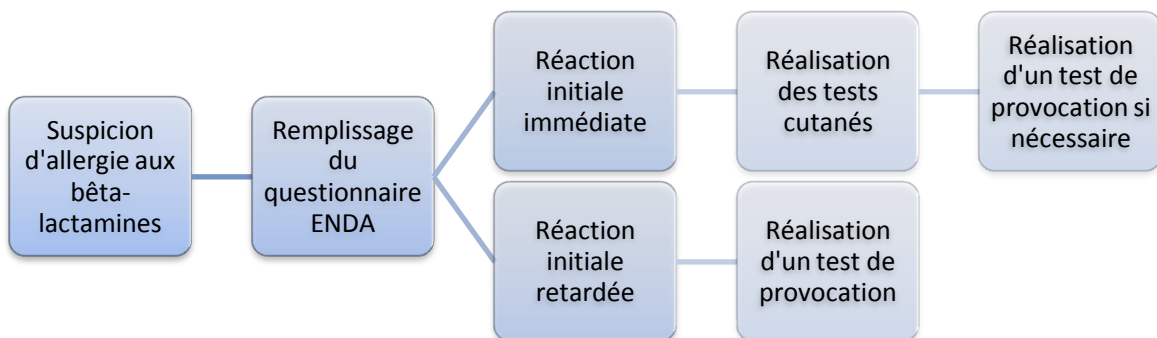 Suspicion
d'allergie aux
bêta-
lactamines
Remplissage
du
questionnaire
ENDA
Réaction
initiale
immédiate
Réalisation
des tests
cutanés
Réalisation
d'un test de
provocation si
nécessaire
Réaction
initiale
retardée
Réalisation
d'un test de
provocation